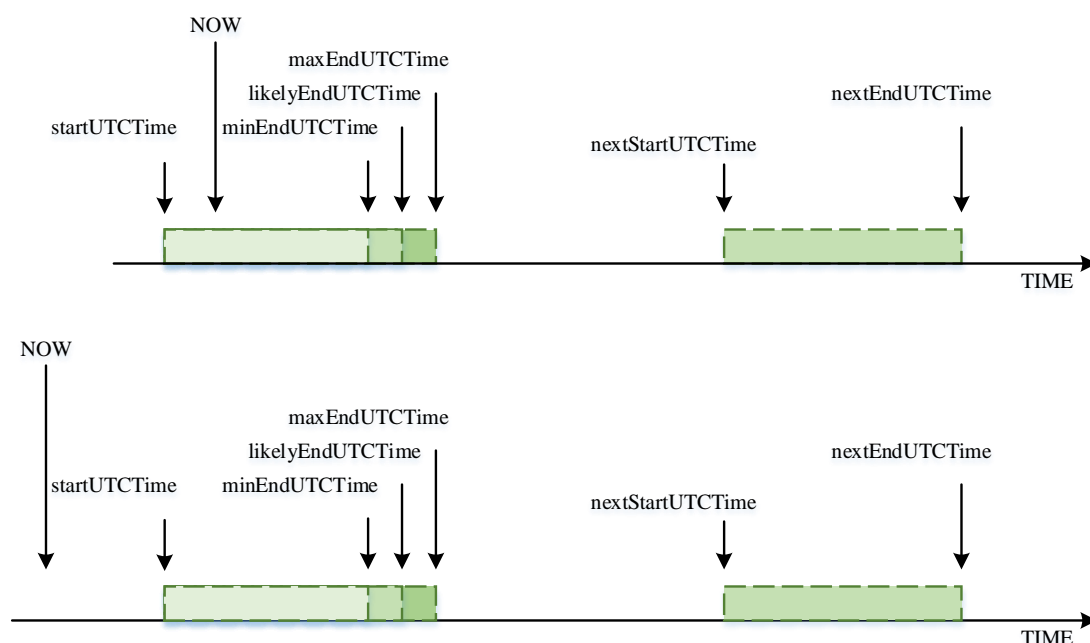 NOW
maxEndUTCTime
likelyEndUTCTime
nextEndUTCTime
startUTCTime
minEndUTCTime
nextStartUTCTime
TIME
NOW
maxEndUTCTime
likelyEndUTCTime
nextEndUTCTime
startUTCTime
minEndUTCTime
nextStartUTCTime
TIME